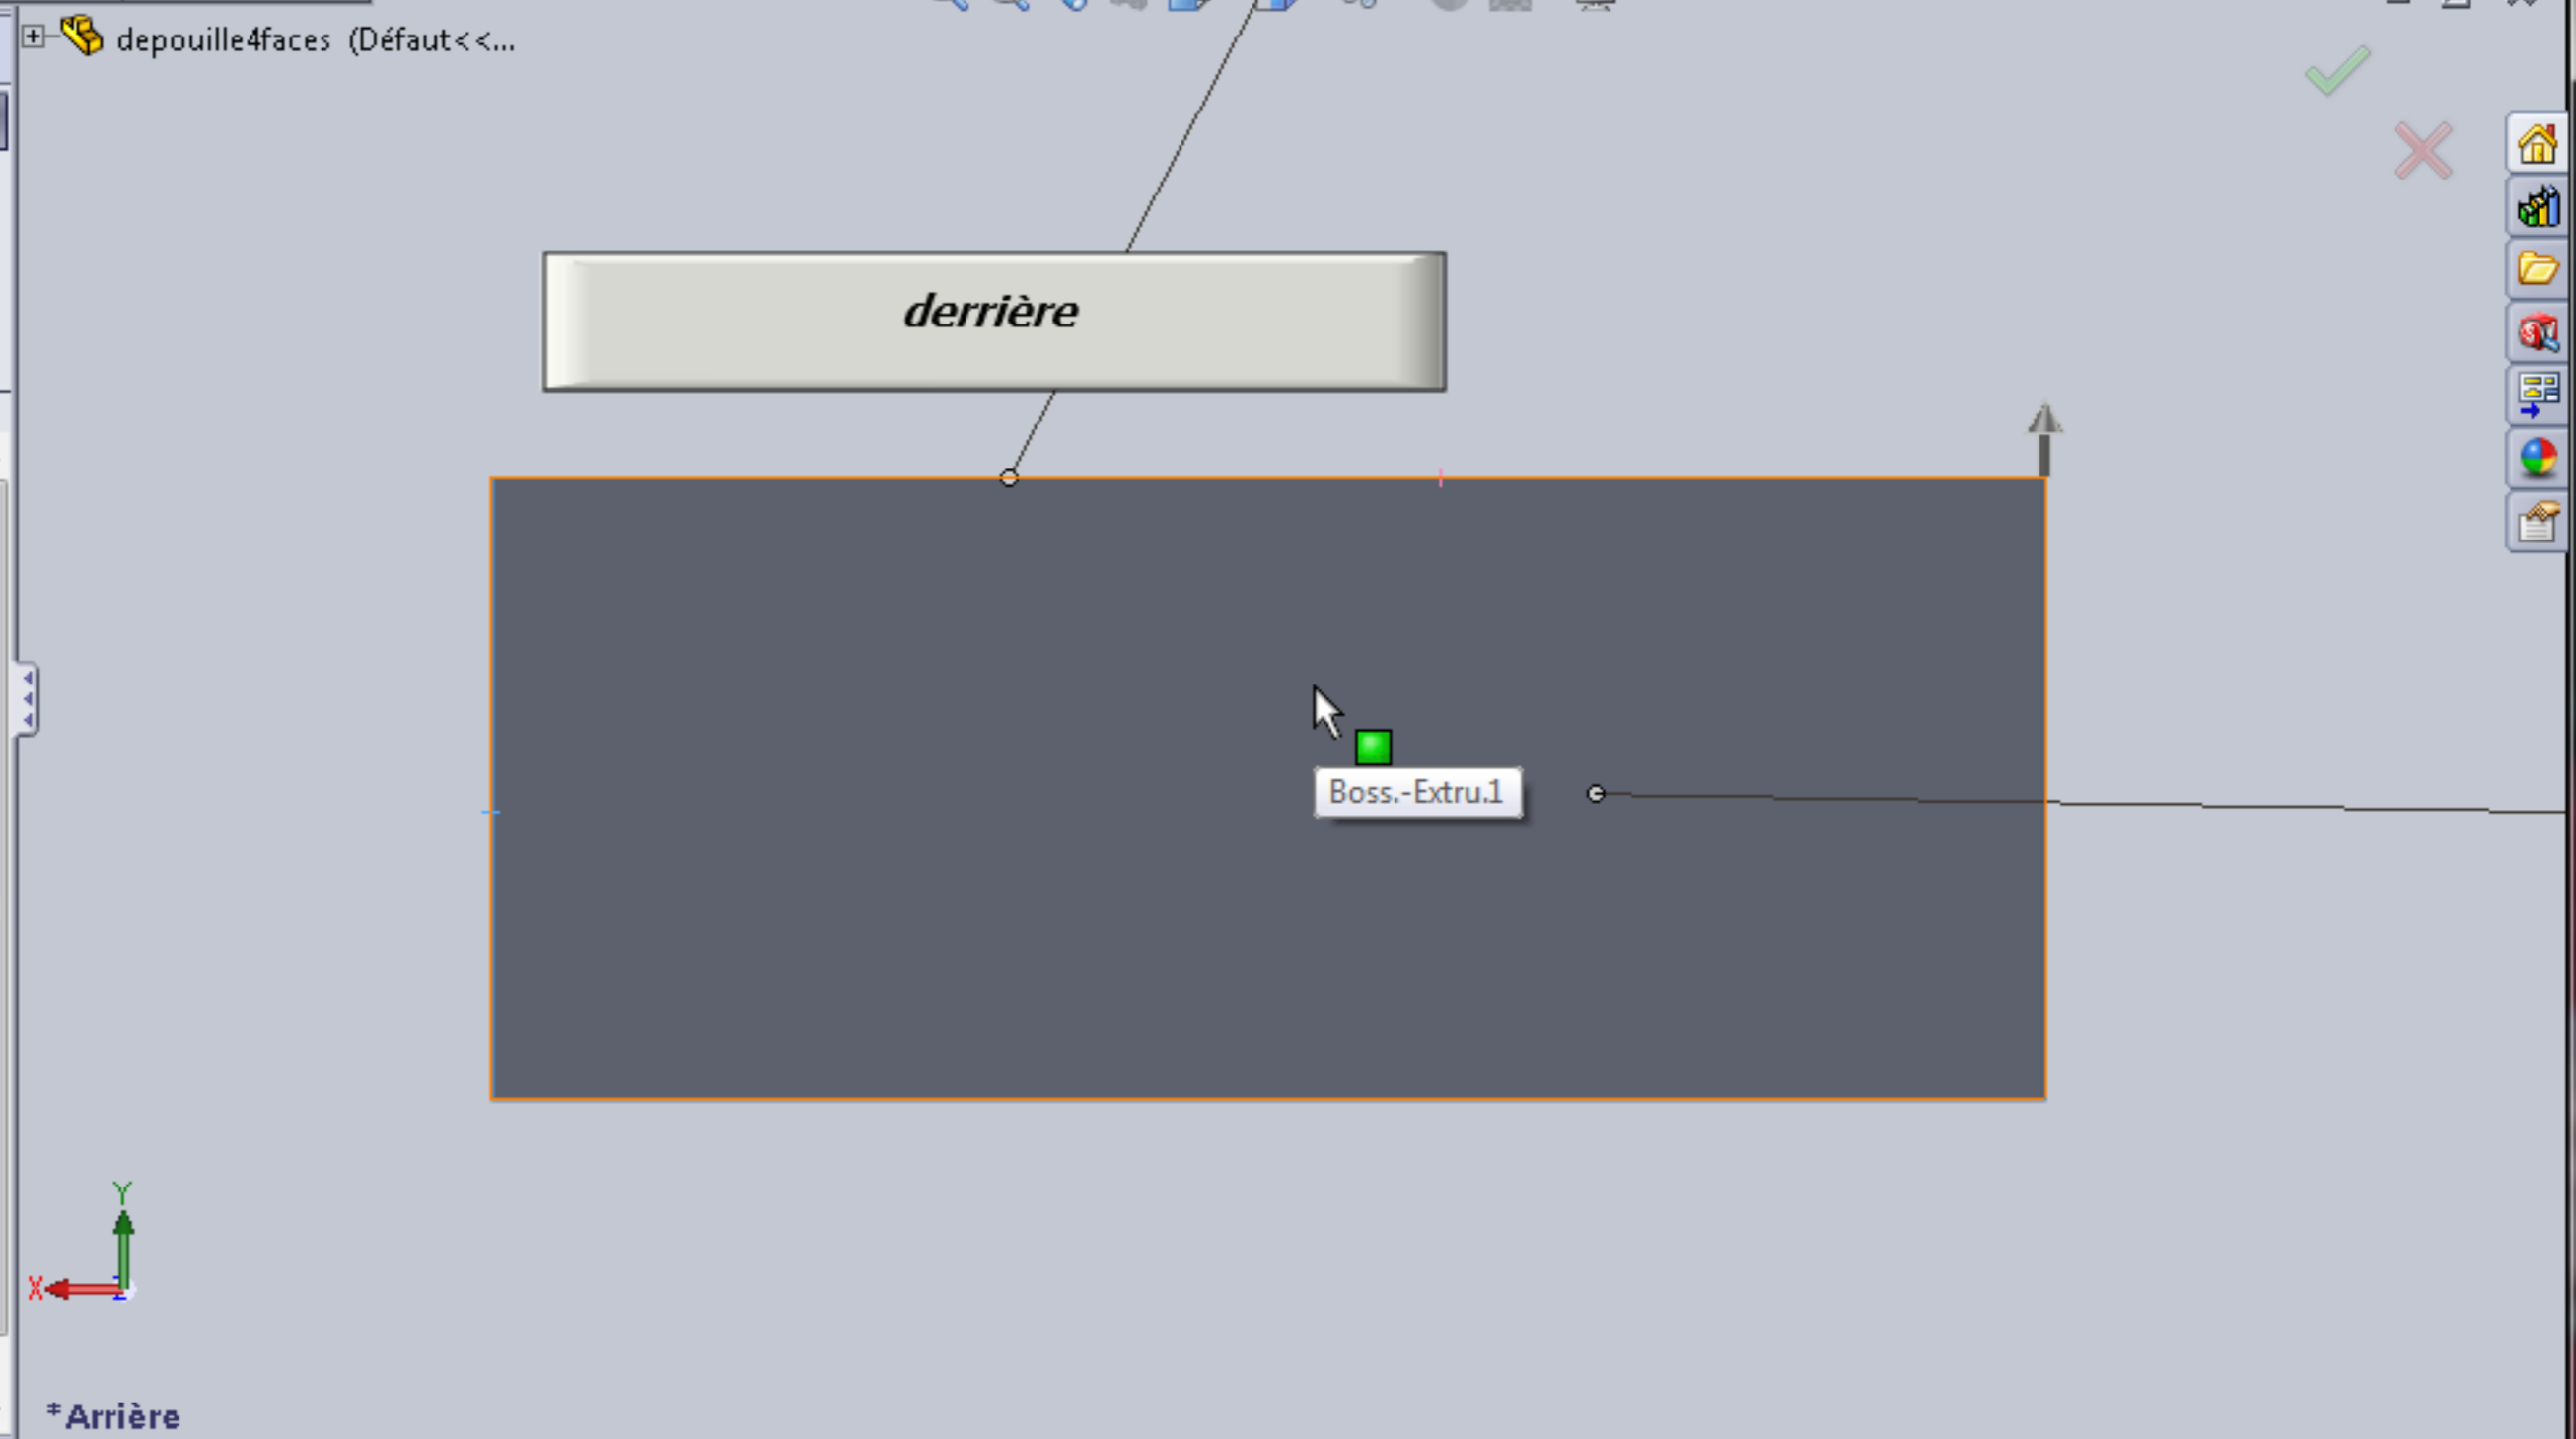 depouille4faces (Défaut<<...
derrière
Boss.-Extru.1
Y
X
Z
*Arrière